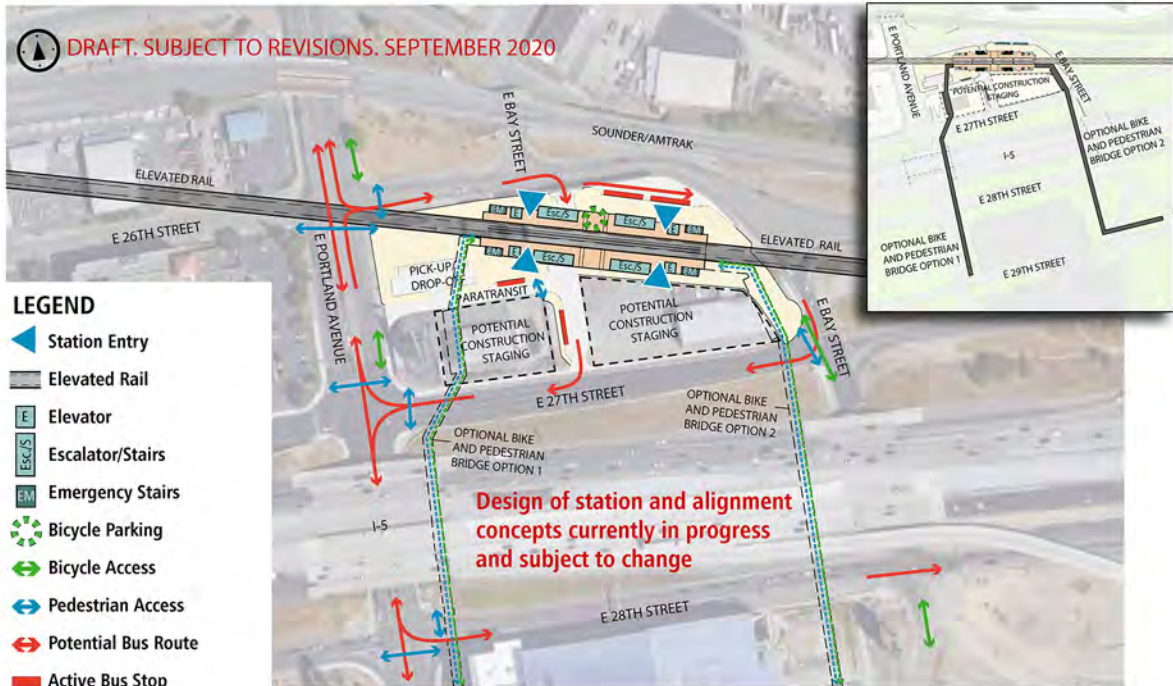 DRAFT. SUBJECT TO REVISIONS. SEPTEMBER 2020
E PORTLAND AVENUE
E BAY STREET
POTENTIAL CONSTRUCTION
STAGING
E 27TH STREET
I-5
OPTIONAL BIKE
AND PEDESTRIAN
BRIDGE OPTION 2
E 28TH STREET
OPTIONAL BIKE
AND PEDESTRIAN
BRIDGE OPTION 1
E 29TH STREET
E BAY STREET
SOUNDER/AMTRAK
ELEVATED RAIL
E 26TH STREET
E PORTLAND AVENUE
EM
E
Esc./S
Esc./S
E
EM
EM
E
Esc./S
Esc./S
E
EM
ELEVATED RAIL
PICK-UP/
DROP-OFF
PARATRANSIT
POTENTIAL
CONSTRUCTION
STAGING
POTENTIAL
CONSTRUCTION
STAGING
E BAY STREET
E 27TH STREET
OPTIONAL BIKE
AND PEDESTRIAN
BRIDGE OPTION 2
OPTIONAL BIKE
AND PEDESTRIAN
BRIDGE OPTION 1
I-5
Design of station and alignment
concepts currently in progress
and subject to change
E 28TH STREET
LEGEND
Station Entry
Elevated Rail
E
Elevator
Esc./S
Escalator/Stairs
EM
Emergency Stairs
Bicycle Parking
Bicycle Access
Pedestrian Access
Potential Bus Route
Active Bus Stop